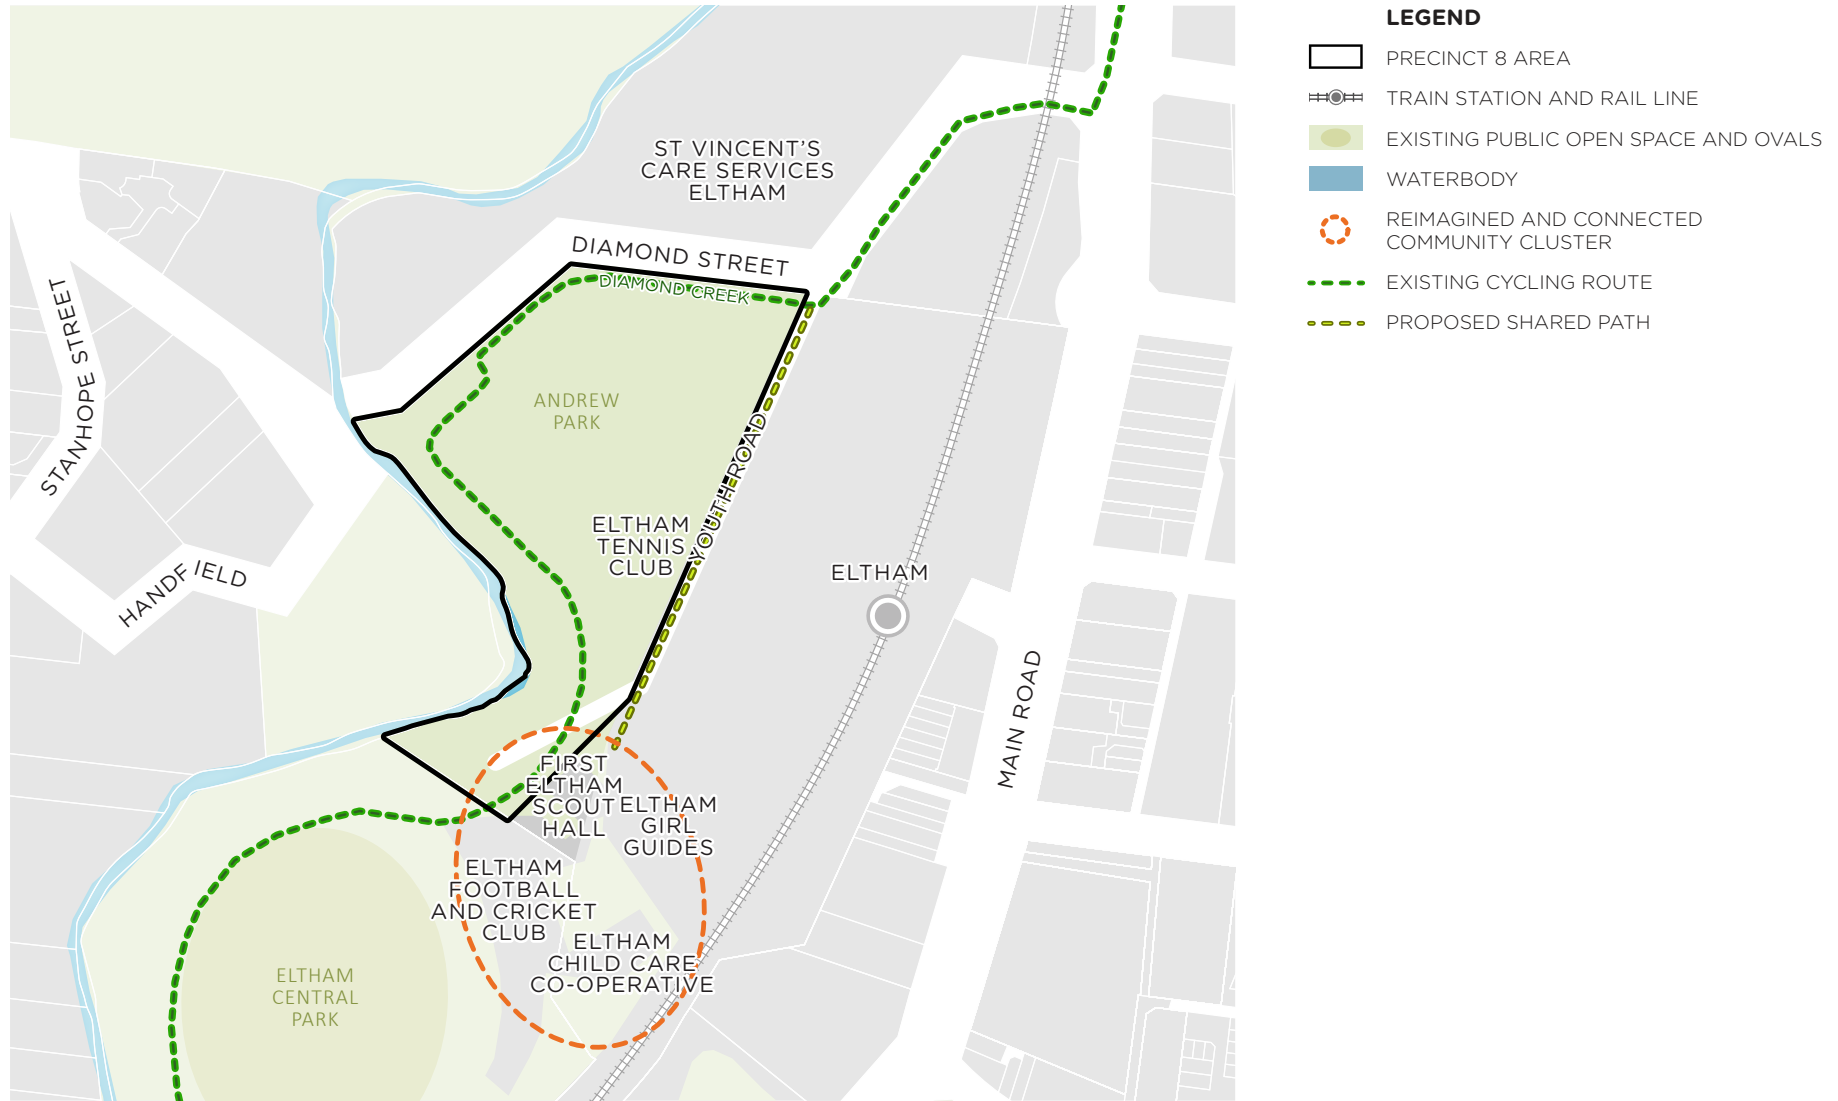 ST VINCENT'S
CARE SERVICES
ELTHAM
DIAMOND STREET
DIAMOND CREEK
STANHOPE STREET
ANDREW
PARK
YOUTH ROAD
ELTHAM
TENNIS
CLUB
HANDFIELD
ELTHAM
MAIN ROAD
FIRST
ELTHAM
SCOUT
HALL
ELTHAM
GIRL
GUIDES
ELTHAM
FOOTBALL
AND CRICKET
CLUB
ELTHAM
CHILD CARE
CO-OPERATIVE
ELTHAM
CENTRAL
PARK
LEGEND
PRECINCT 8 AREA
TRAIN STATION AND RAIL LINE
EXISTING PUBLIC OPEN SPACE AND OVALS
WATERBODY
REIMAGINED AND CONNECTED
COMMUNITY CLUSTER
EXISTING CYCLING ROUTE
PROPOSED SHARED PATH